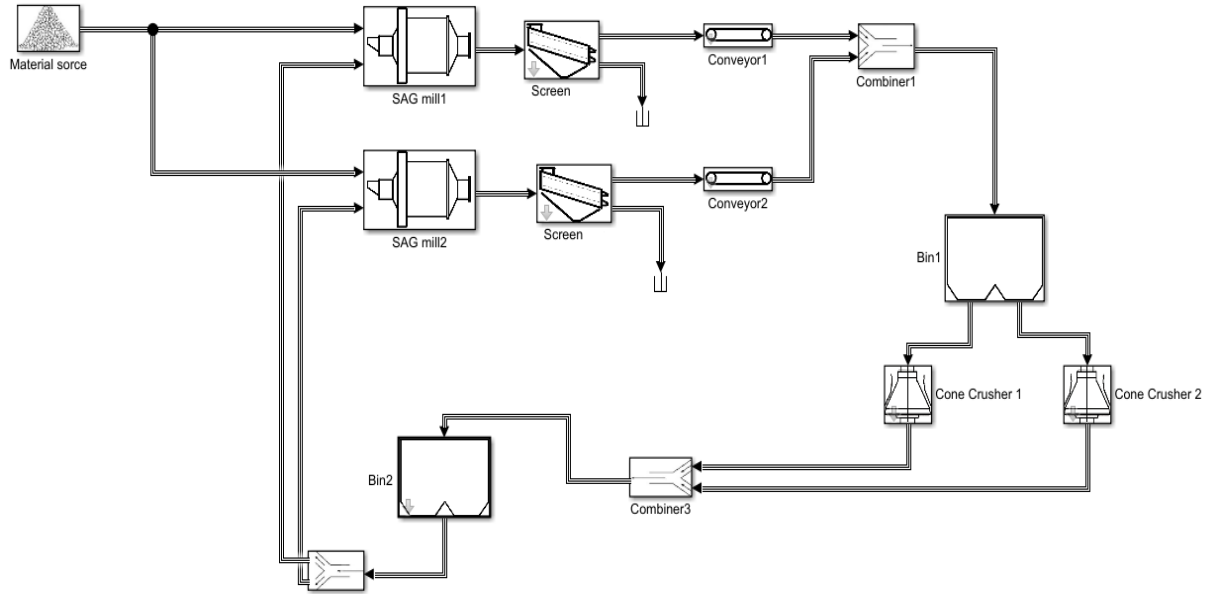 Material sorce
SAG mill1
Screen
Conveyor1
Combiner1
SAG mill2
Screen
Conveyor2
Bin1
Cone Crusher 1
Cone Crusher 2
Bin2
Combiner3